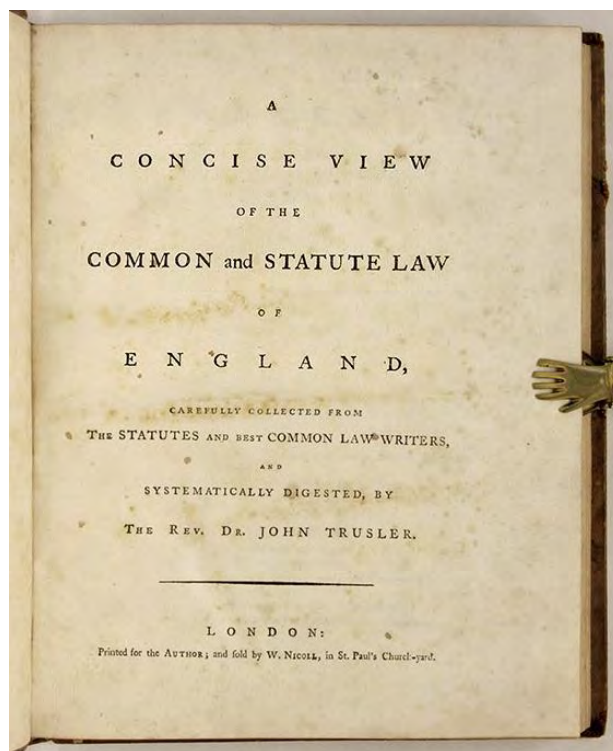 A
CONCISE VIEW
OF THE
COMMON and STATUTE LAW
OF
ENGLAND,
CAREFULLY COLLECTED FROM
THE STATUTES AND BEST COMMON LAW WRITERS,
AND
SYSTEMATICALLY DIGESTED, BY
THE REV. DR. JOHN TRUSLER.
LONDON:
Printed for the AUTHOR; and ſold by W. NICOLL, in St. Paul's Church-yard.